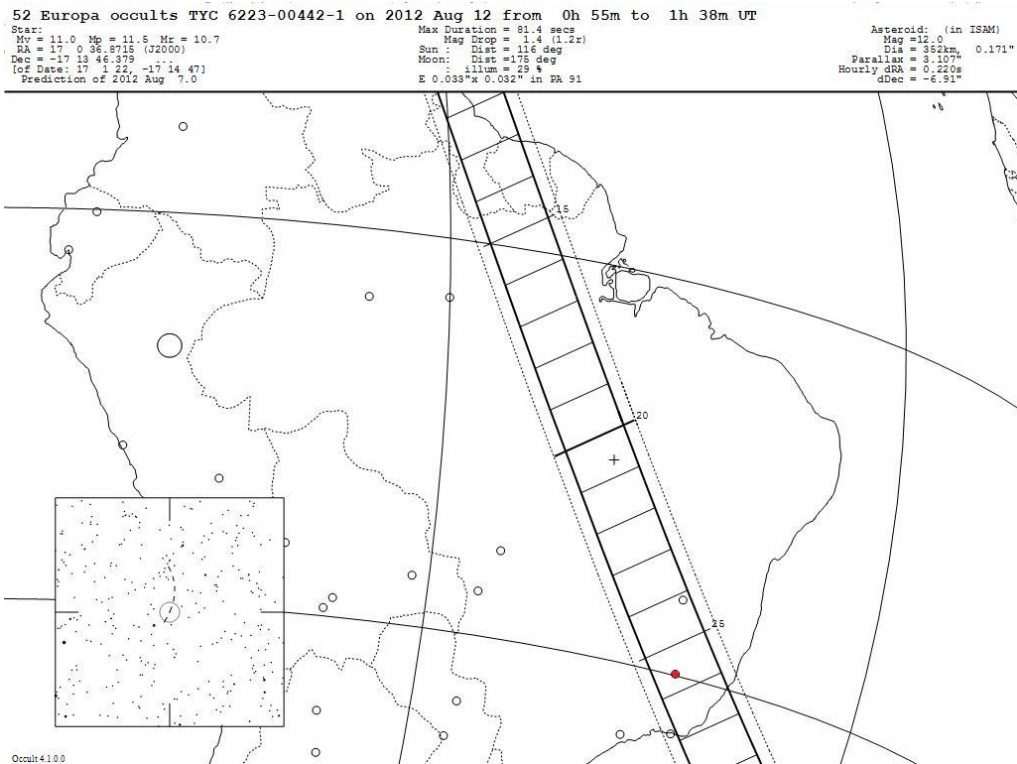 52 Europa occults TYC 6223-00442-1 on 2012 Aug 12 from  0h 55m to  1h 38m UT
Star:
Mv = 11.0  Mp = 11.5  Mr = 10.7
RA = 17  0 36.8715 (J2000)
Dec = -17 13 46.379   ...
[of Date: 17  1 22, -17 14 47]
Prediction of 2012 Aug  7.0
Max Duration = 81.4 secs
Mag Drop =  1.4 (1.2r)
Sun :   Dist = 116 deg
Moon:   Dist =175 deg
:  illum = 29 %
E 0.033"x 0.032" in PA 91
Asteroid:  (in ISAM)
Mag =12.0
Dia = 352km,  0.171"
Parallax = 3.107"
Hourly dRA = 0.220s
dDec = -6.91"
15
20
25
Occult 4.1.0.0